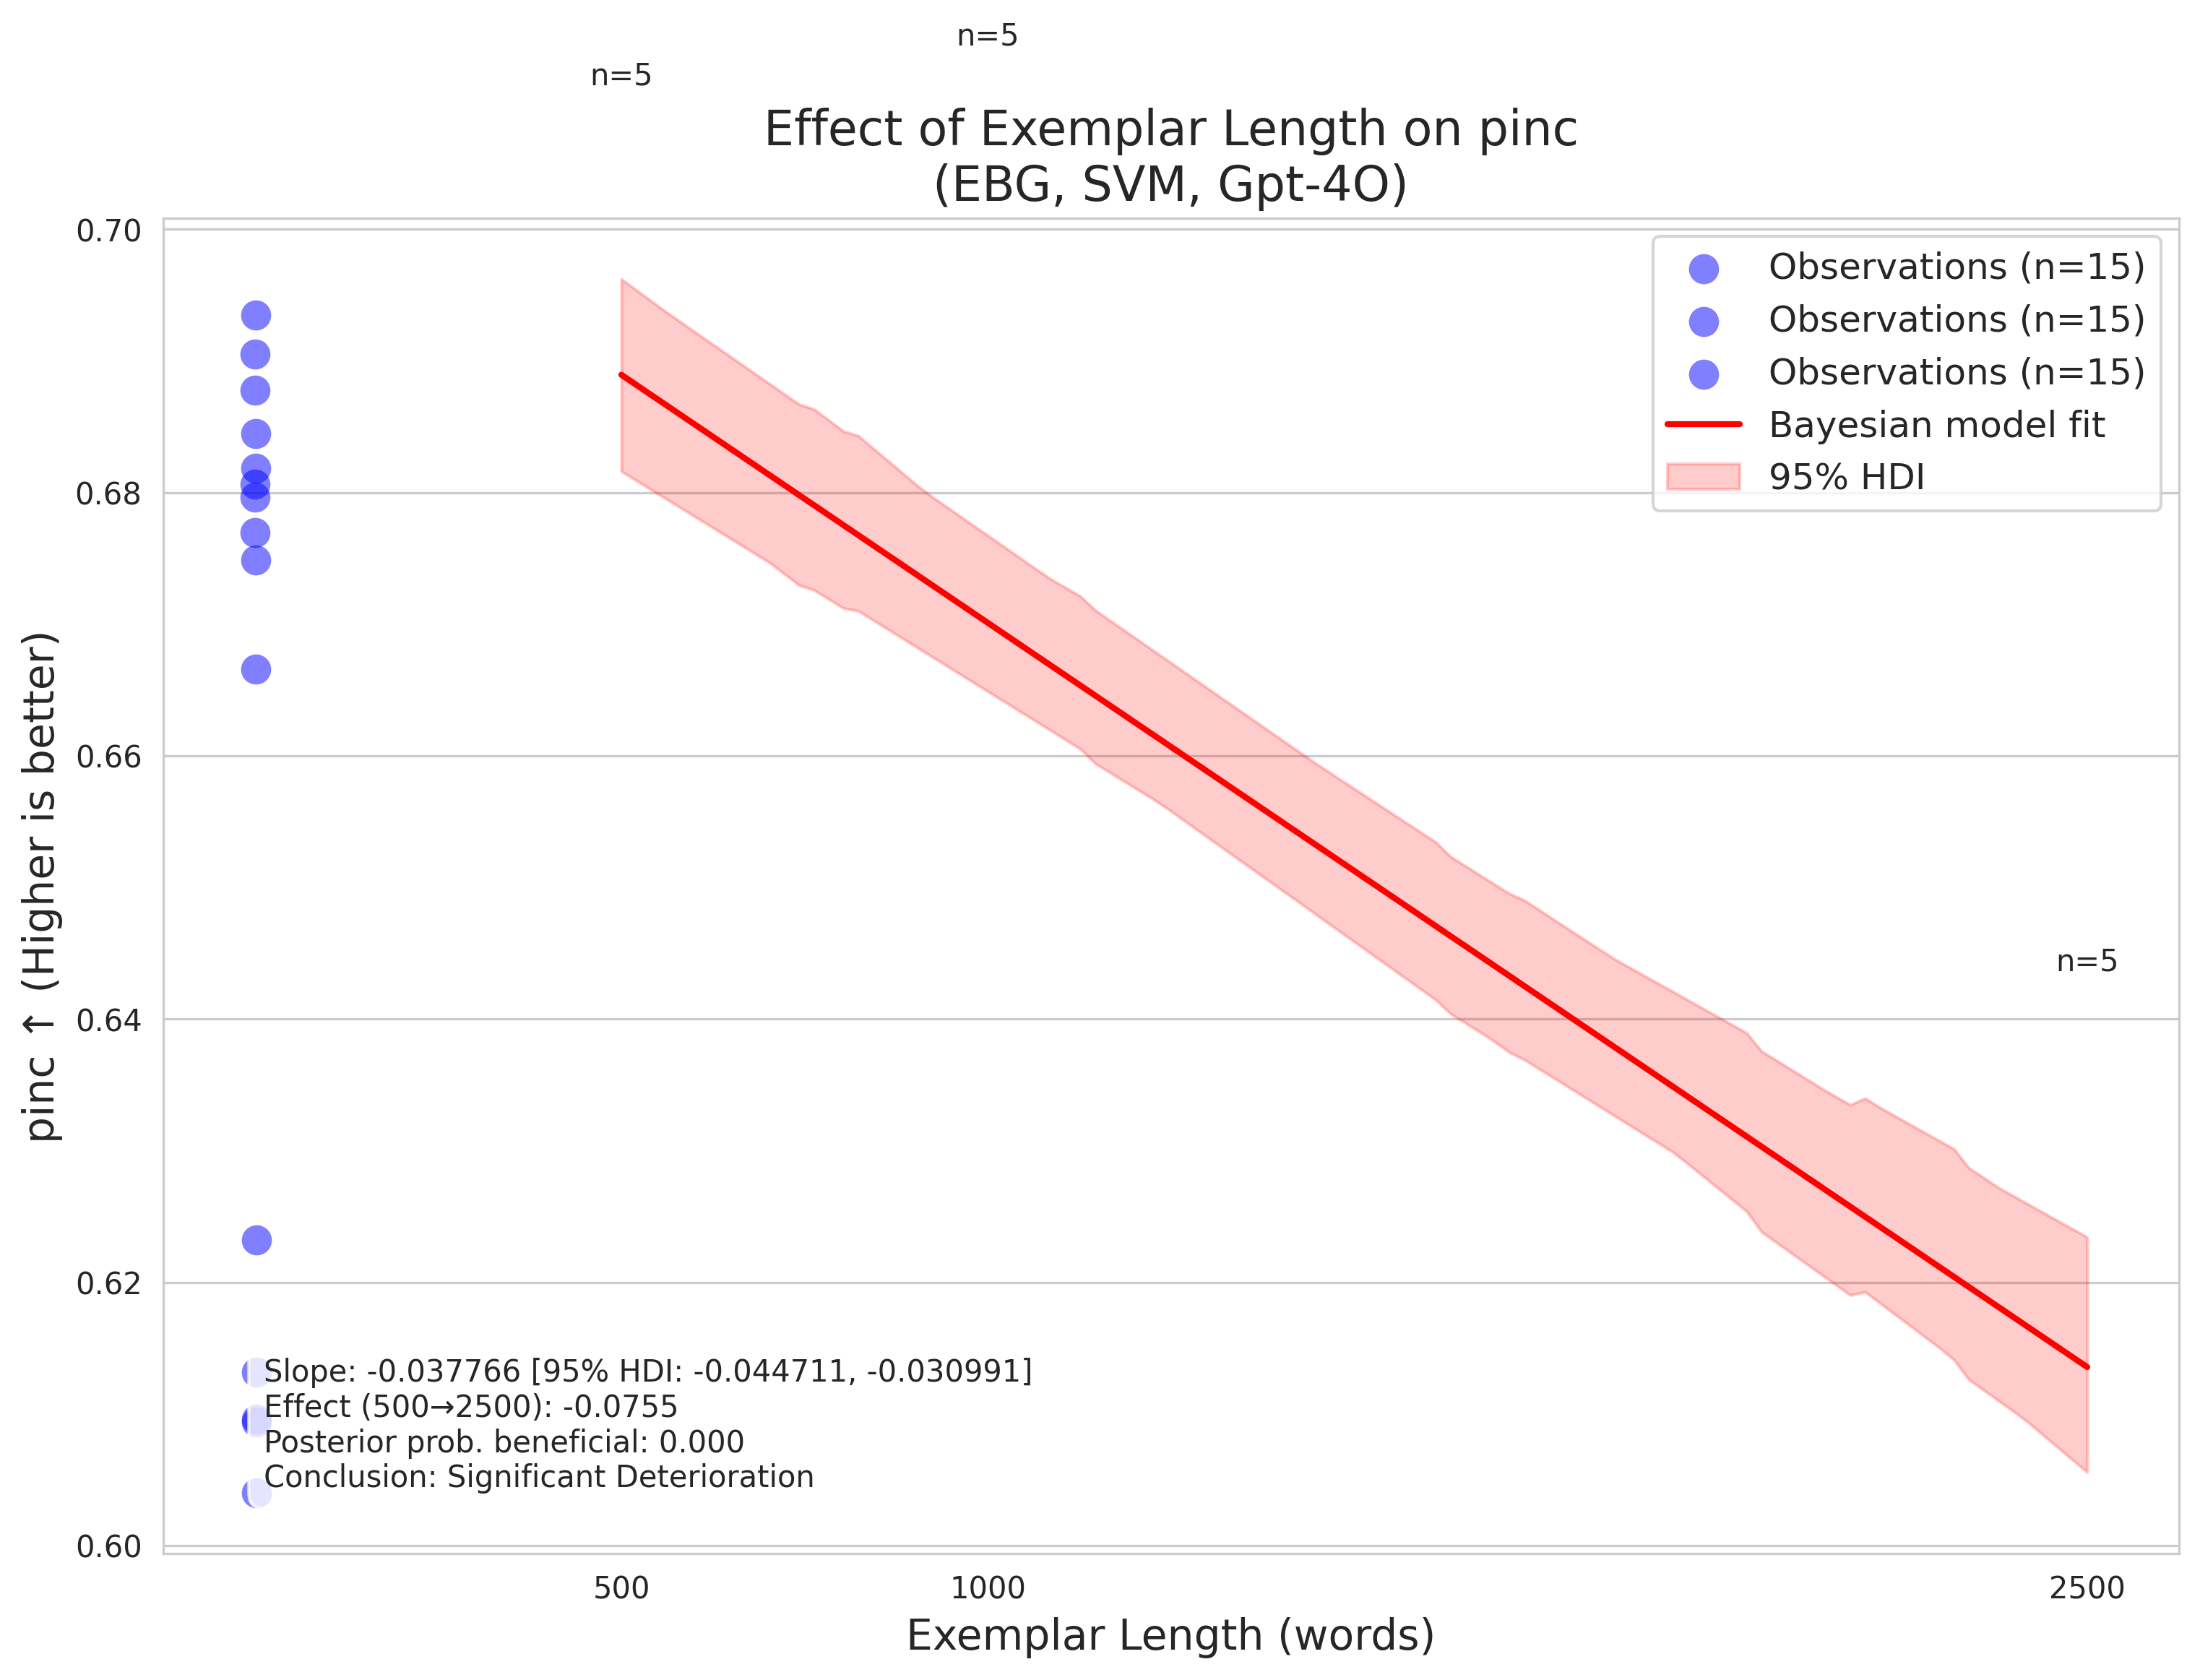 n=5
n=5
Effect of Exemplar Length on pinc
(EBG, SVM, Gpt-4O)
0.70
0.68
0.66
0.64
0.62
0.60
pinc ↑ (Higher is better)
Observations (n=15)
Observations (n=15)
Observations (n=15)
Bayesian model fit
95% HDI
n=5
Slope: -0.037766 [95% HDI: -0.044711, -0.030991]
Effect (500→2500): -0.0755
Posterior prob. beneficial: 0.000
Conclusion: Significant Deterioration
500 1000 2500
Exemplar Length (words)